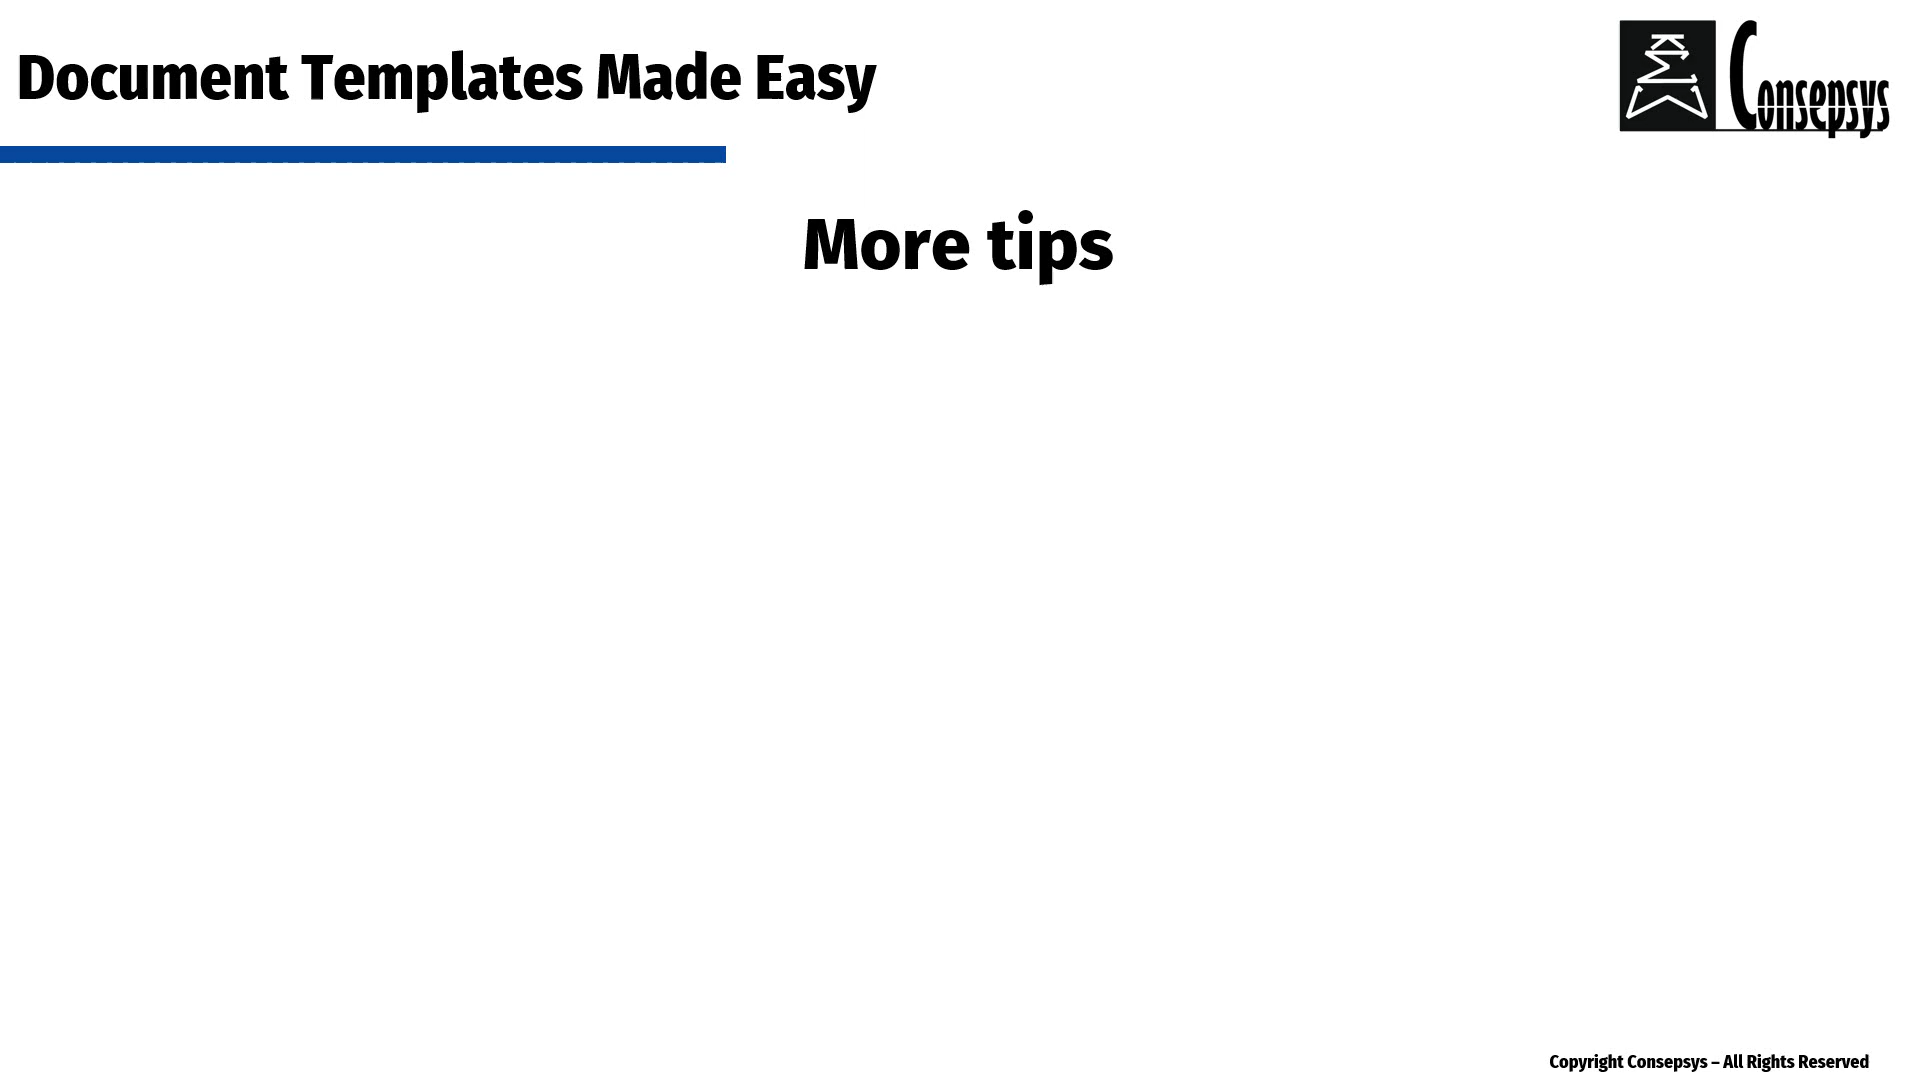 Document Templates Made Easy
Consepsys
More tips
Copyright Consepsys – All Rights Reserved